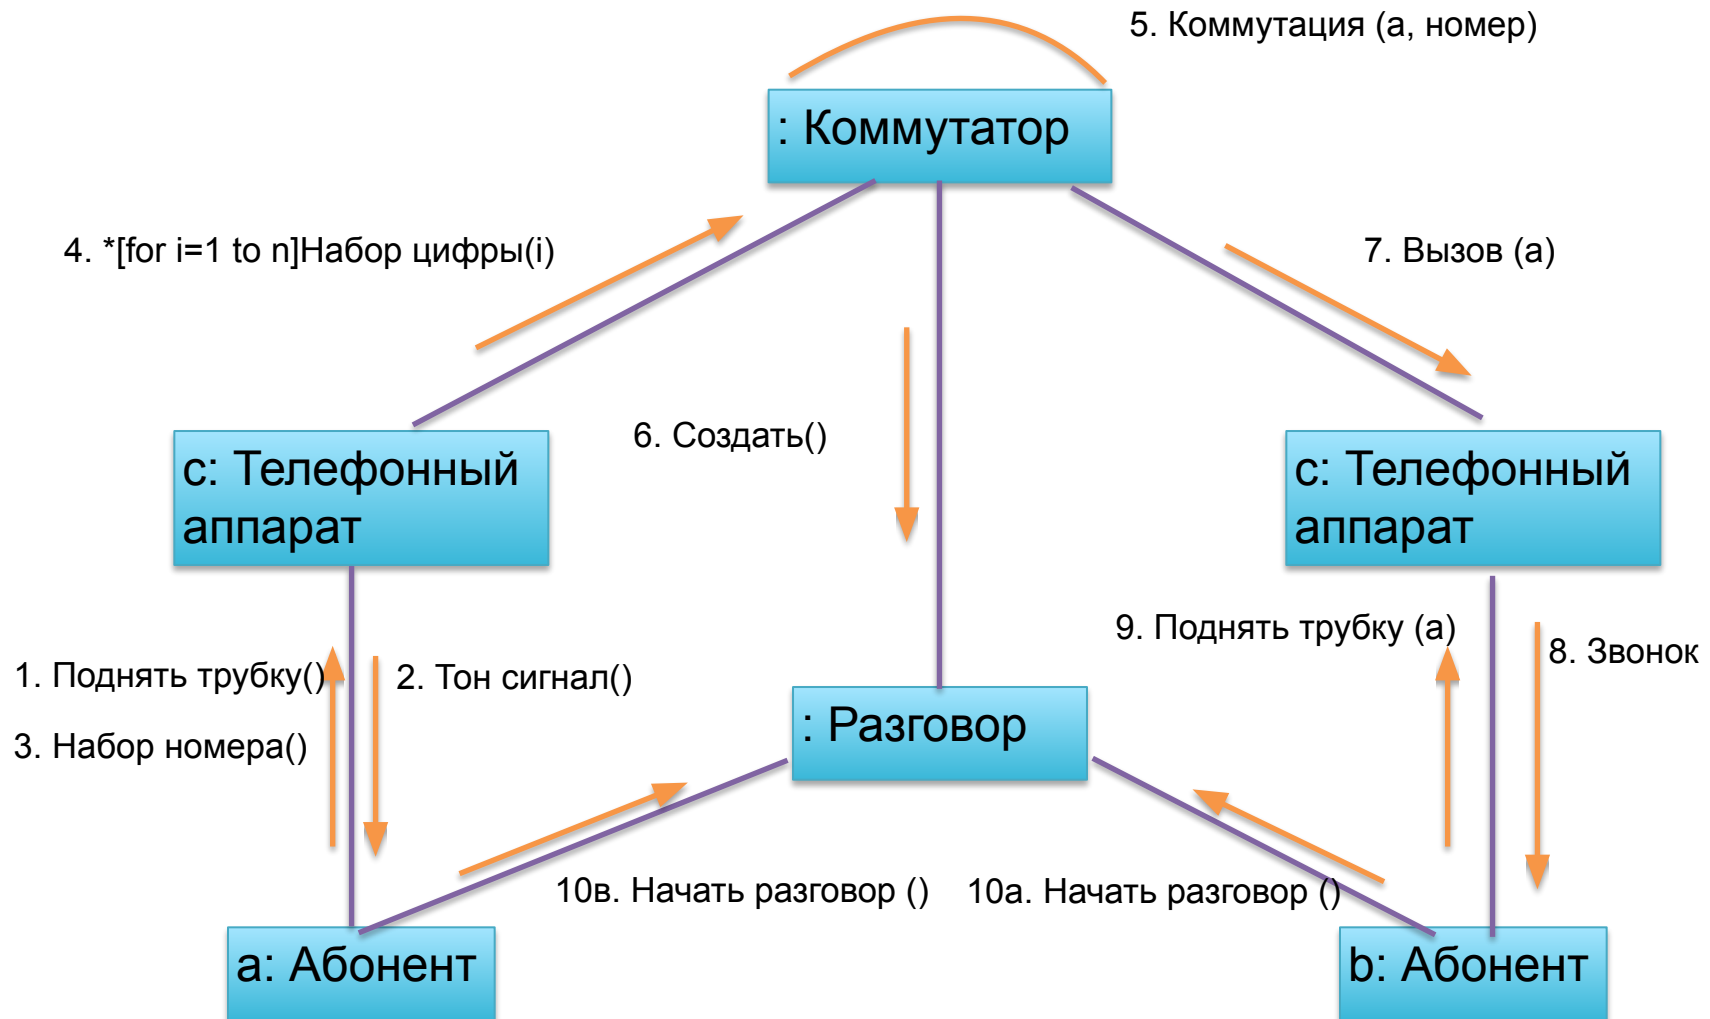 5. Коммутация (a, номер)
: Коммутатор
4. *[for i=1 to n]Набор цифры(i)
7. Вызов (a)
6. Создать()
c: Телефонный
аппарат
c: Телефонный
аппарат
1. Поднять трубку()
2. Тон сигнал()
3. Набор номера()
9. Поднять трубку (a)
8. Звонок
: Разговор
10в. Начать разговор ()
10а. Начать разговор ()
a: Абонент
b: Абонент